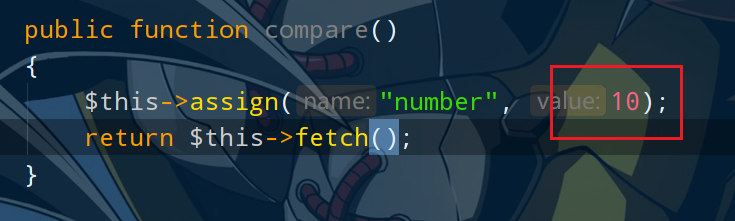 public function compare()
{
$this->assign( name: "number", value: 10);
return $this->fetch();
}